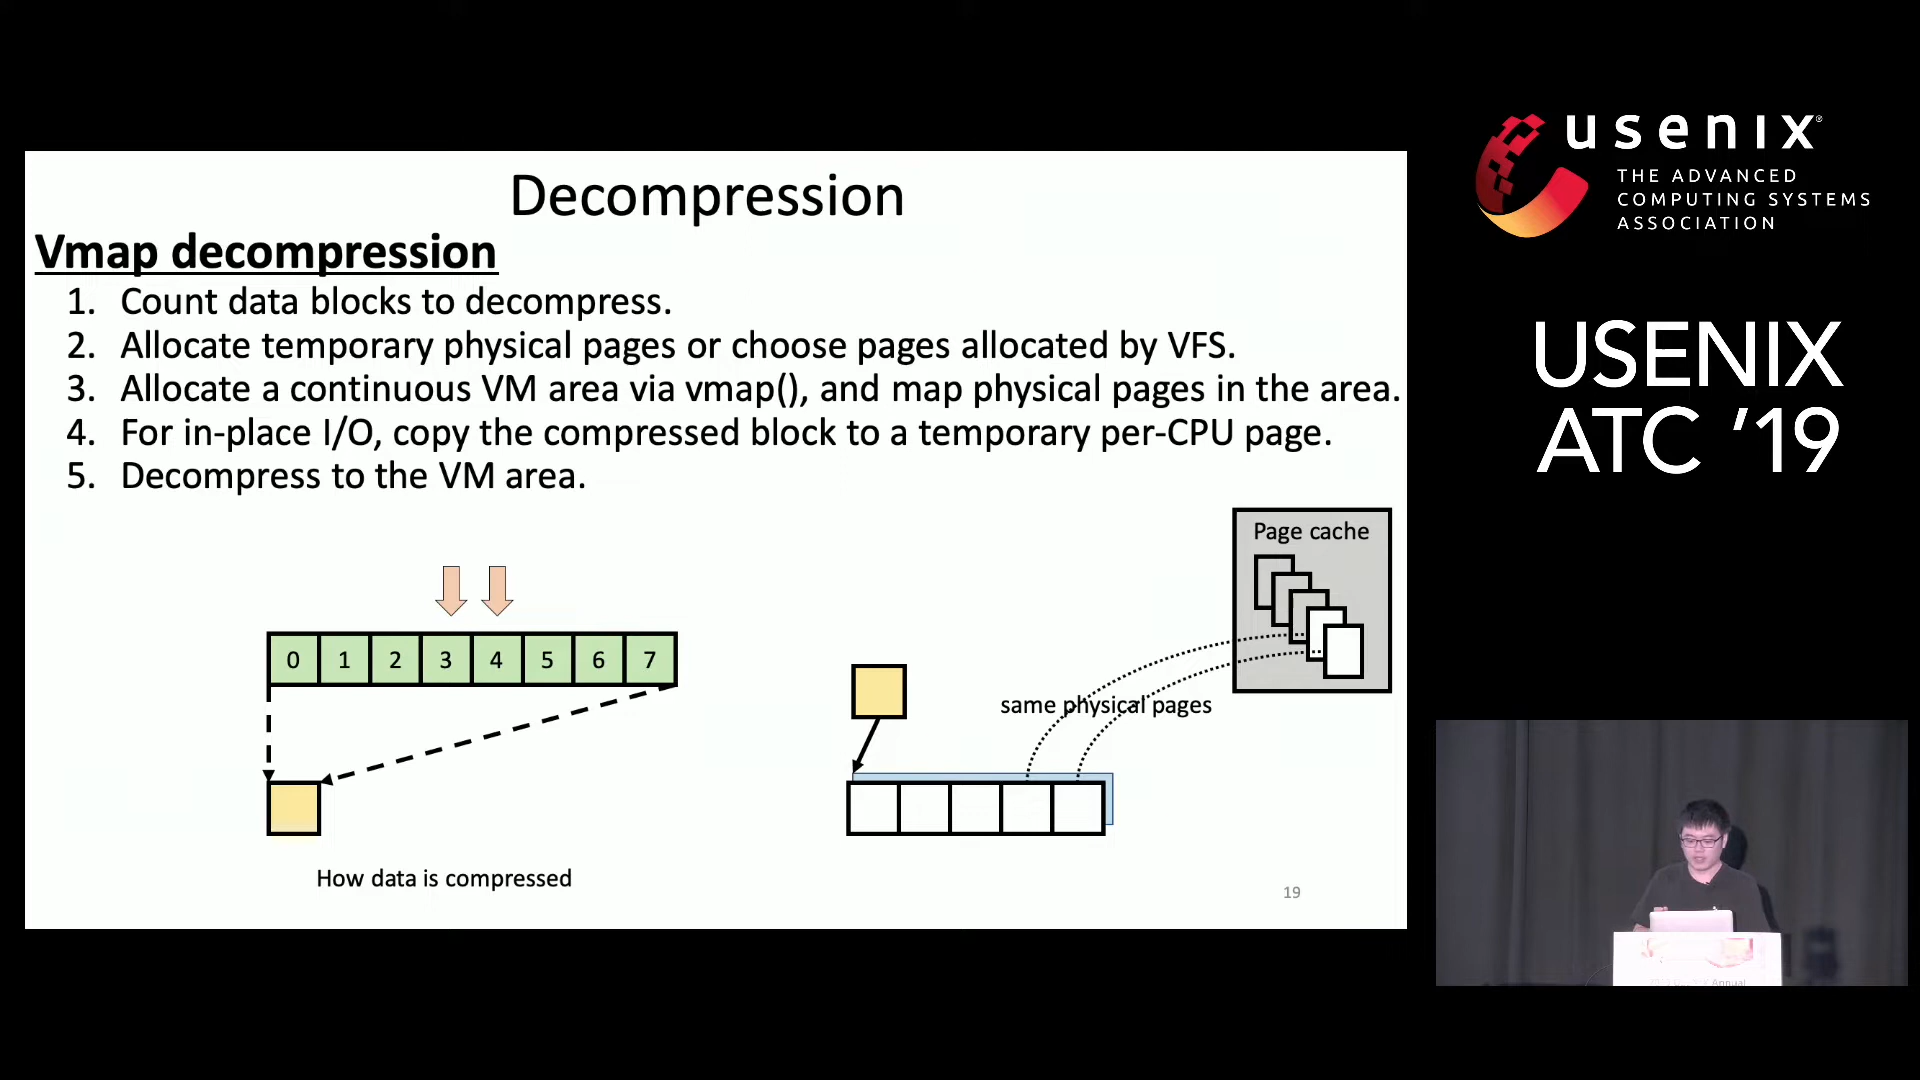 Decompression
Vmap decompression
1. Count data blocks to decompress.
2. Allocate temporary physical pages or choose pages allocated by VFS.
3. Allocate a continuous VM area via vmap(), and map physical pages in the area.
4. For in-place I/O, copy the compressed block to a temporary per-CPU page.
5. Decompress to the VM area.
Page cache
0 1 2 3 4 5 6 7
same physical pages
How data is compressed
19
usenix®
THE ADVANCED
COMPUTING SYSTEMS
ASSOCIATION
USENIX
ATC ’19
Annual